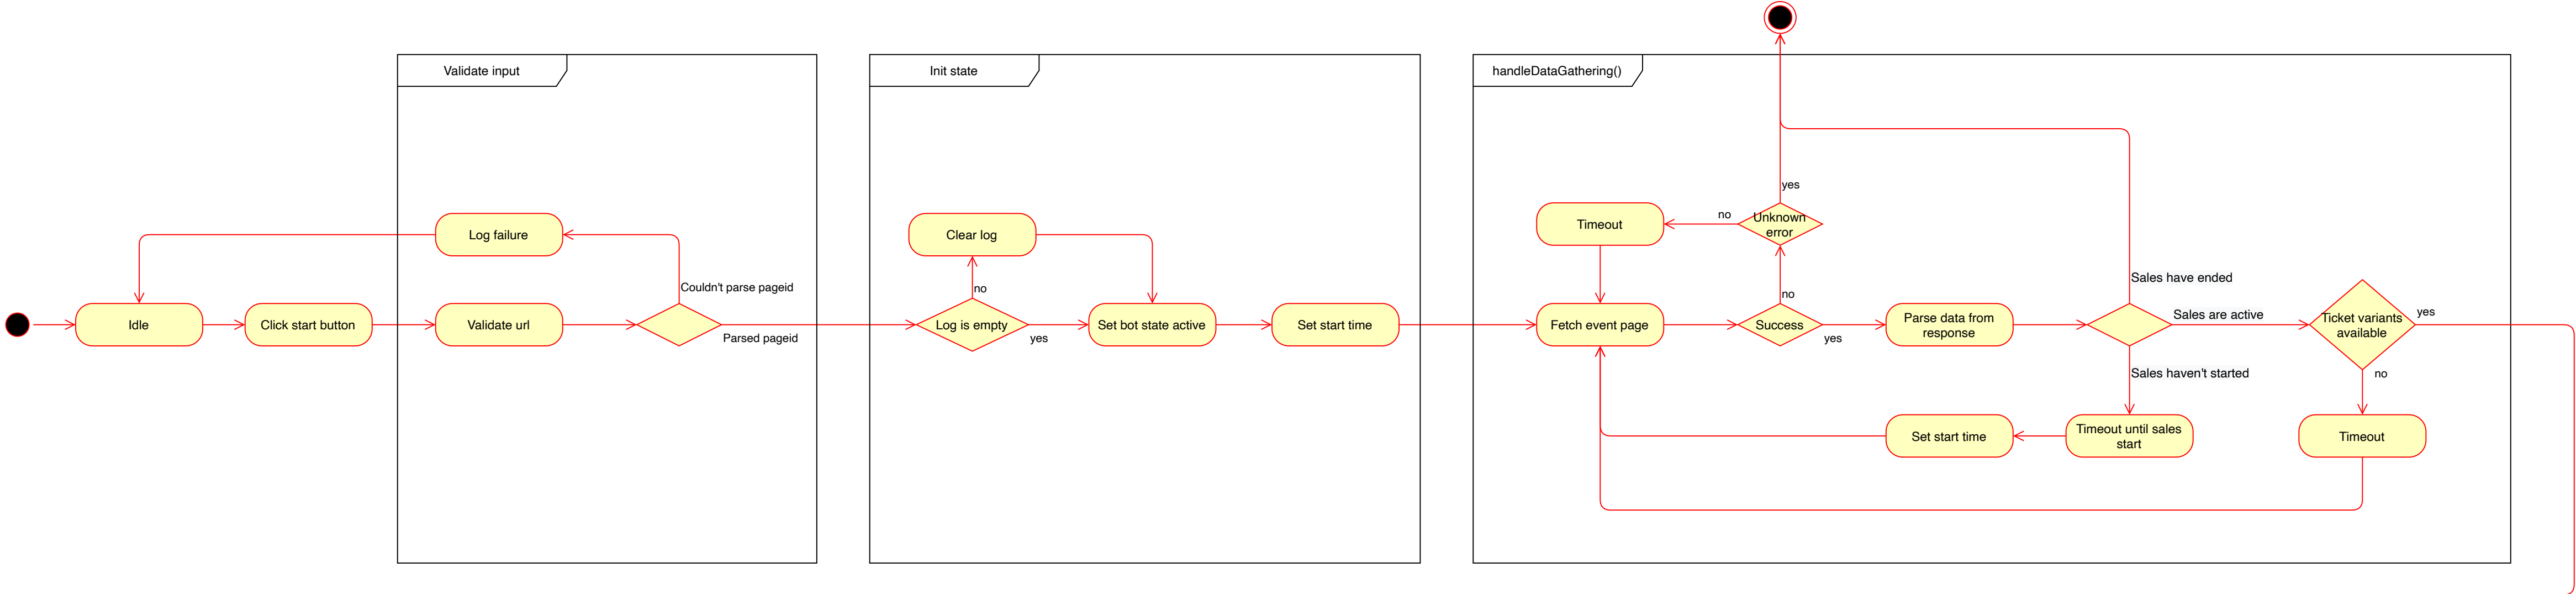 Validate input
Log failure
Couldn't parse pageid
Idle
Click start button
Validate url
Parsed pageid
Init state
Clear log
no
Log is empty
yes
Set bot state active
Set start time
handleDataGathering()
yes
Timeout
no
Unknown
error
no
Fetch event page
Success
yes
Parse data from
response
Sales have ended
Sales are active
Sales haven't started
Ticket variants
available
yes
no
Set start time
Timeout until sales
start
Timeout